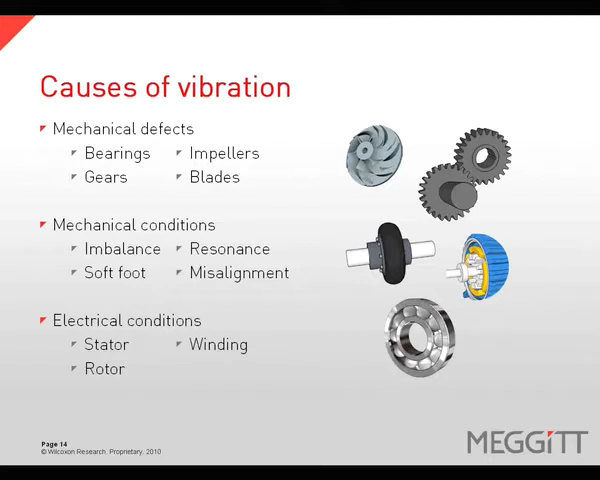 Causes of vibration
Mechanical defects
Bearings Impellers
Gears Blades
Mechanical conditions
Imbalance Resonance
Soft foot Misalignment
Electrical conditions
Stator Winding
Rotor
Page 14
© Wilcoxon Research, Proprietary, 2010
MEGGITT